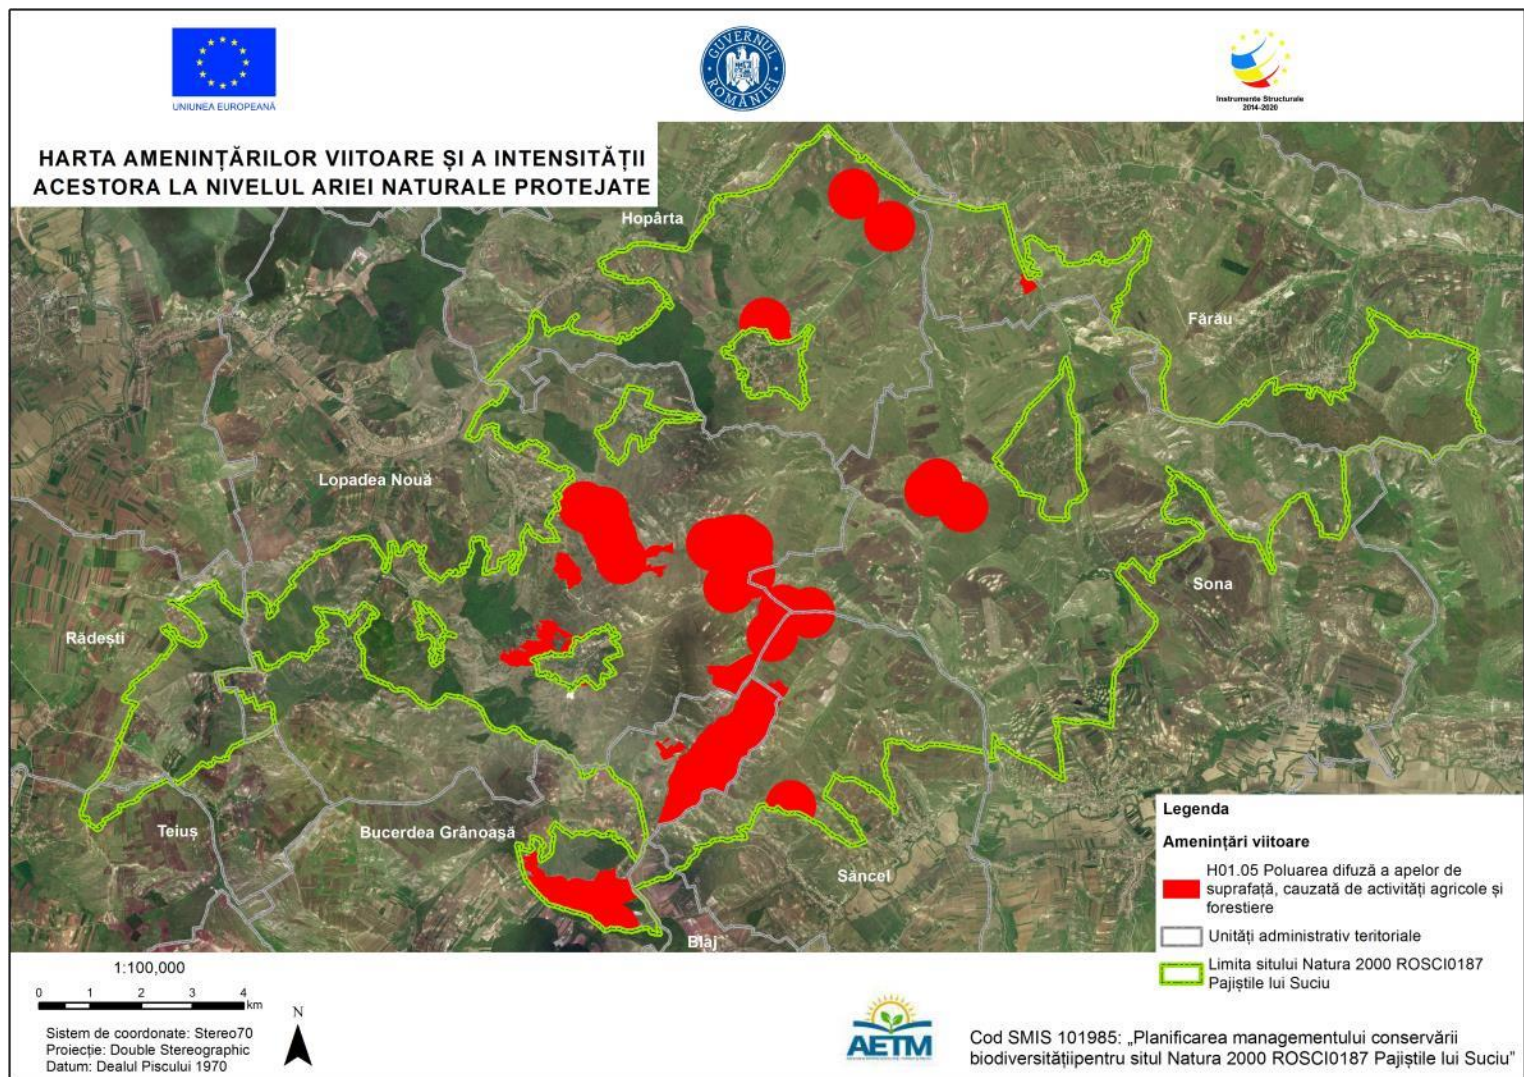 UNIUNEA EUROPEANĂ
GUVERNUL
ROMÂNIEI
Instrumente Structurale
2014-2020
HARTA AMENINȚĂRILOR VIITOARE ȘI A INTENSITĂȚII
ACESTORA LA NIVELUL ARIEI NATURALE PROTEJATE
Hopârta
Fărău
Lopadea Nouă
Sona
Rădești
Teiuș
Bucerdea Grânoașă
Săncel
Blaj
Legenda
Amenințări viitoare
H01.05 Poluarea difuză a apelor de
suprafață, cauzată de activități agricole și
forestiere
Unități administrativ teritoriale
Limita sitului Natura 2000 ROSCI0187
Pajiștile lui Suciu
1:100,000
0 1 2 3 4
km
N
Sistem de coordonate: Stereo70
Proiecție: Double Stereographic
Datum: Dealul Piscului 1970
AETM
Cod SMIS 101985: „Planificarea managementului conservării
biodiversitățiipentru situl Natura 2000 ROSCI0187 Pajiștile lui Suciu”